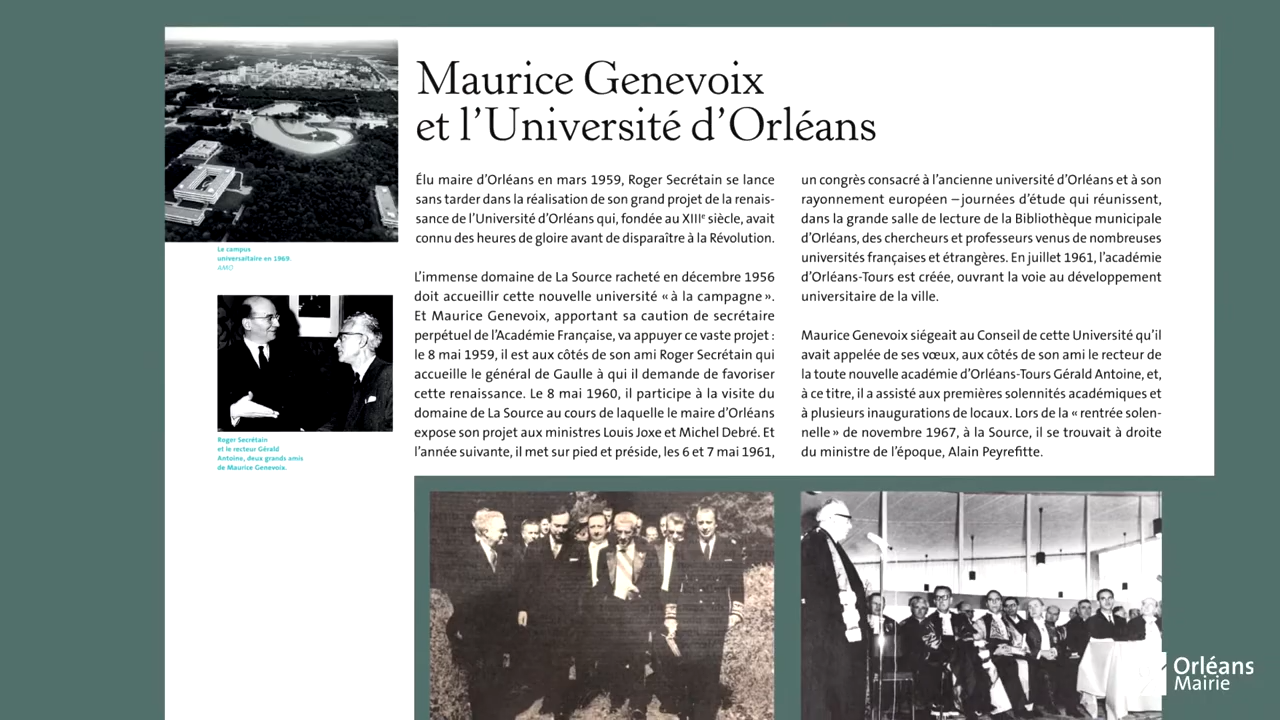 Maurice Genevoix
et l'Université d'Orléans
Le campus
universitaire en 1969
AMO
Roger Secrétain
et le recteur Gérald
Antoine, deux grands amis
de Maurice Genevoix.
Élu maire d'Orléans en mars 1959, Roger Secrétain se lance
sans tarder dans la réalisation de son grand projet de la renais-
sance de l'Université d'Orléans qui, fondée au XIIIe siècle, avait
connu des heures de gloire avant de disparaître à la Révolution.
L'immense domaine de La Source racheté en décembre 1956
doit accueillir cette nouvelle université « à la campagne ».
Et Maurice Genevoix, apportant sa caution de secrétaire
perpétuel de l'Académie Française, va appuyer ce vaste projet :
le 8 mai 1959, il est aux côtés de son ami Roger Secrétain qui
accueille le général de Gaulle à qui il demande de favoriser
cette renaissance. Le 8 mai 1960, il participe à la visite du
domaine de La Source au cours de laquelle le maire d'Orléans
expose son projet aux ministres Louis Joxe et Michel Debré. Et
l'année suivante, il met sur pied et préside, les 6 et 7 mai 1961,
un congrès consacré à l'ancienne université d'Orléans et à son
rayonnement européen – journées d'étude qui réunissent,
dans la grande salle de lecture de la Bibliothèque municipale
d'Orléans, des chercheurs et professeurs venus de nombreuses
universités françaises et étrangères. En juillet 1961, l'académie
d'Orléans-Tours est créée, ouvrant la voie au développement
universitaire de la ville.
Maurice Genevoix siégeait au Conseil de cette Université qu'il
avait appelée de ses vœux, aux côtés de son ami le recteur de
la toute nouvelle académie d'Orléans-Tours Gérald Antoine, et,
à ce titre, il a assisté aux premières solennités académiques et
à plusieurs inaugurations de locaux. Lors de la « rentrée solen-
nelle » de novembre 1967, à la Source, il se trouvait à droite
du ministre de l'époque, Alain Peyrefitte.
Orléans
Mairie